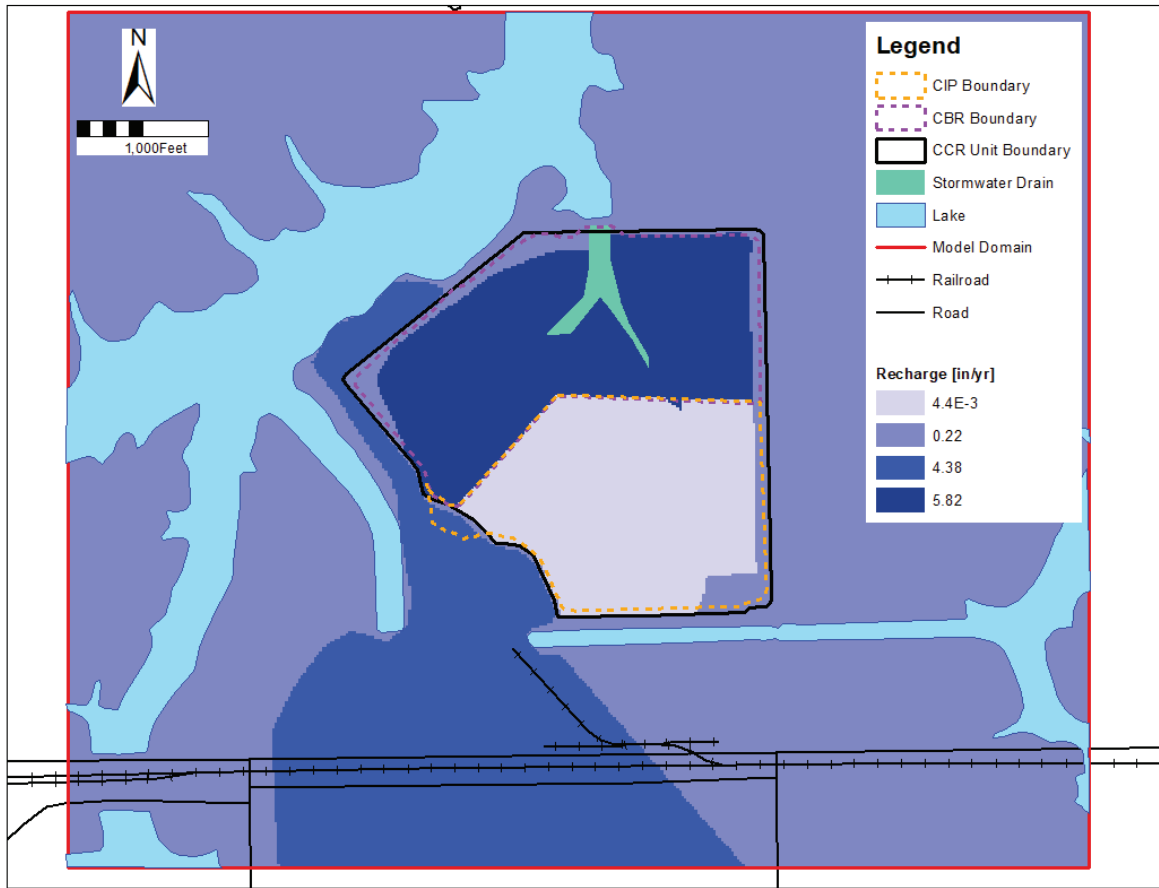 N
1,000Feet
Legend
CIP Boundary
CBR Boundary
CCR Unit Boundary
Stormwater Drain
Lake
Model Domain
Railroad
Road
Recharge [in/yr]
4.4E-3
0.22
4.38
5.82